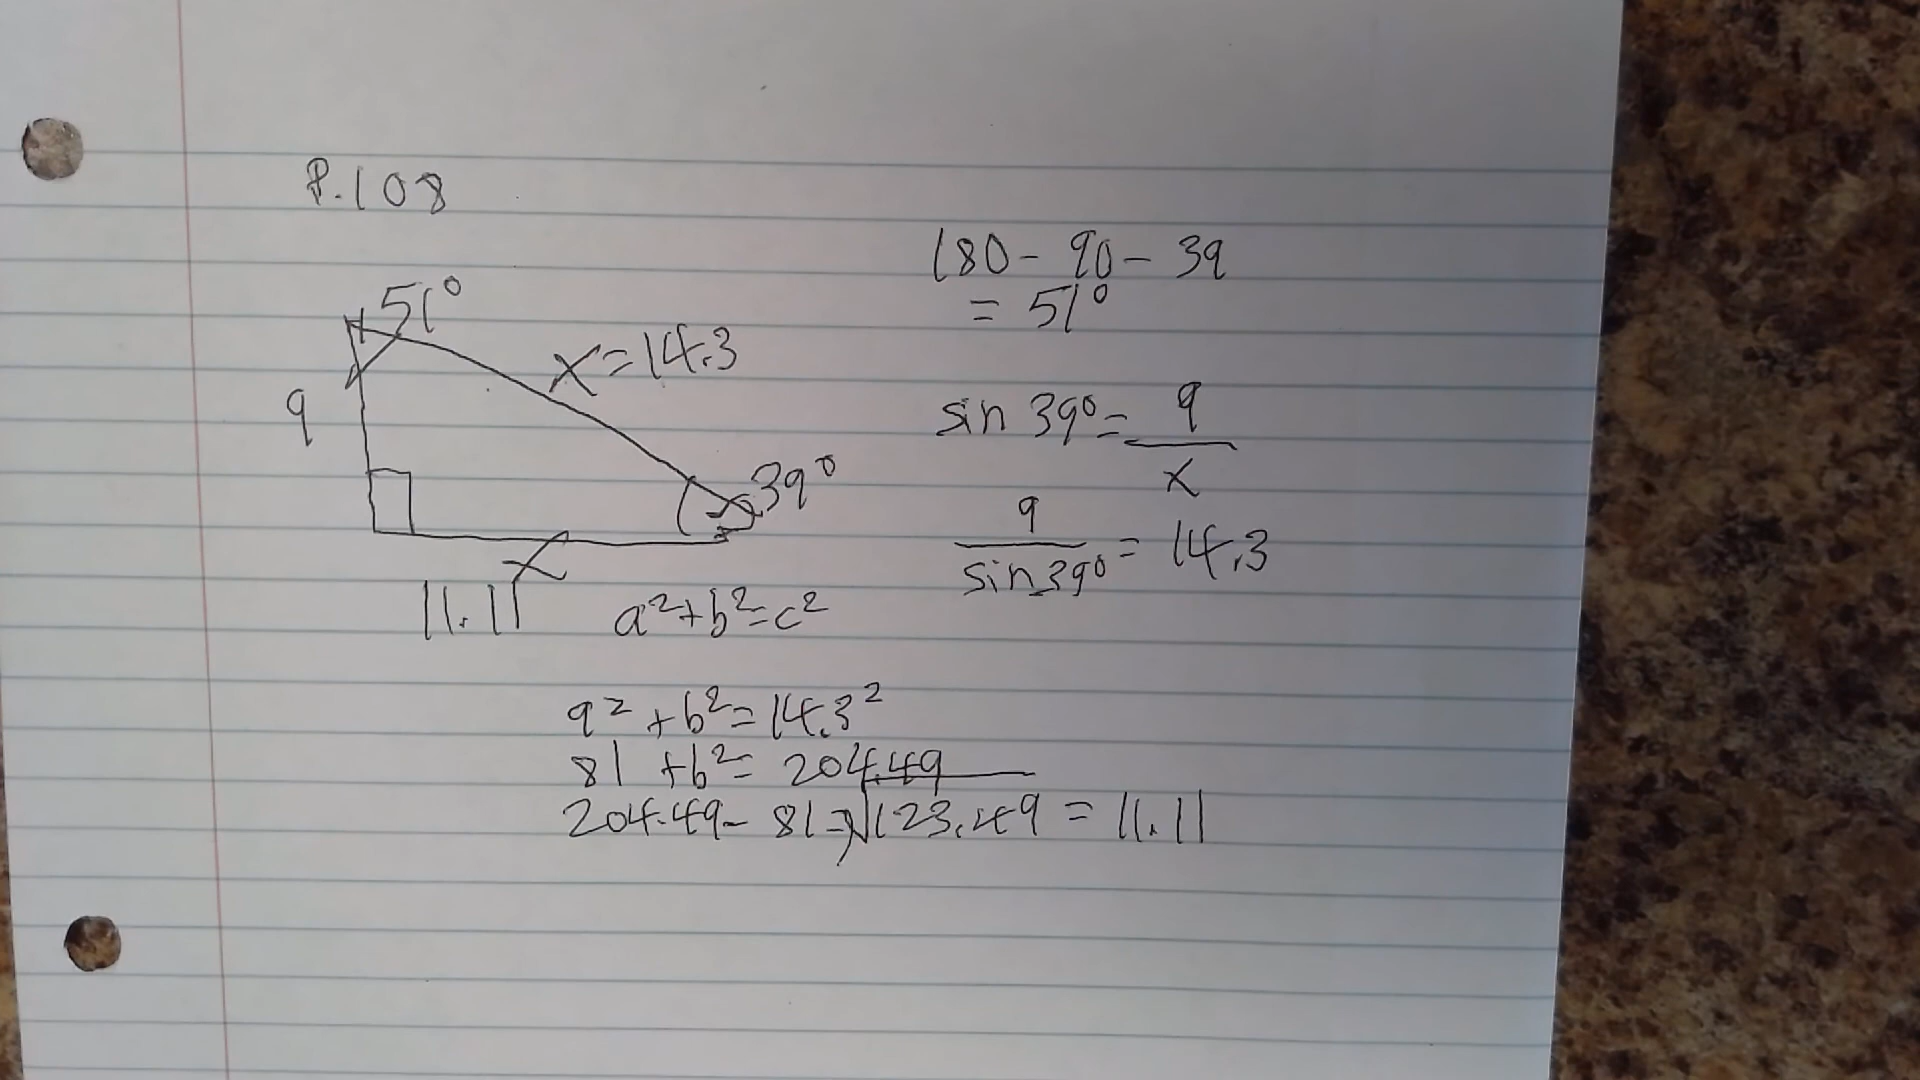 P.108
180 - 90 - 39
= 51°
51°
x = 14.3
9
39°
sin 39° = 9/x
9/sin 39° = 14.3
x
11.11
a² + b² = c²
9² + b² = 14.3²
81 + b² = 204.49
204.49 - 81 = √123.49 = 11.11